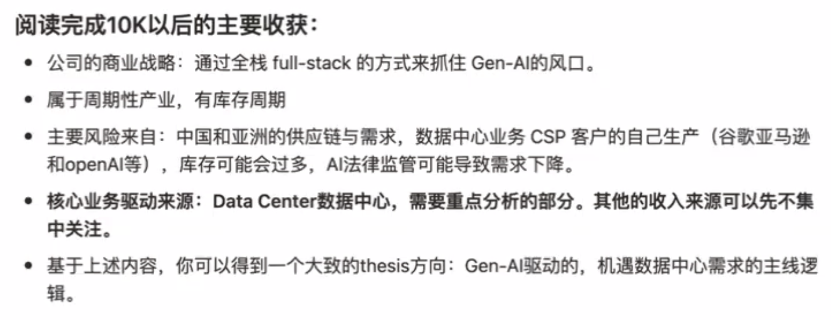 阅读完成10K以后的主要收获：
• 公司的商业战略：通过全栈 full-stack 的方式来抓住 Gen-AI的风口。
• 属于周期性产业，有库存周期
• 主要风险来自：中国和亚洲的供应链与需求，数据中心业务 CSP 客户的自己生产（谷歌亚马逊
和openAI等），库存可能会过多，AI法律监管可能导致需求下降。
• 核心业务驱动来源：Data Center数据中心，需要重点分析的部分。其他的收入来源可以先不集
中关注。
• 基于上述内容，你可以得到一个大致的thesis方向：Gen-AI驱动的，机遇数据中心需求的主线逻
辑。